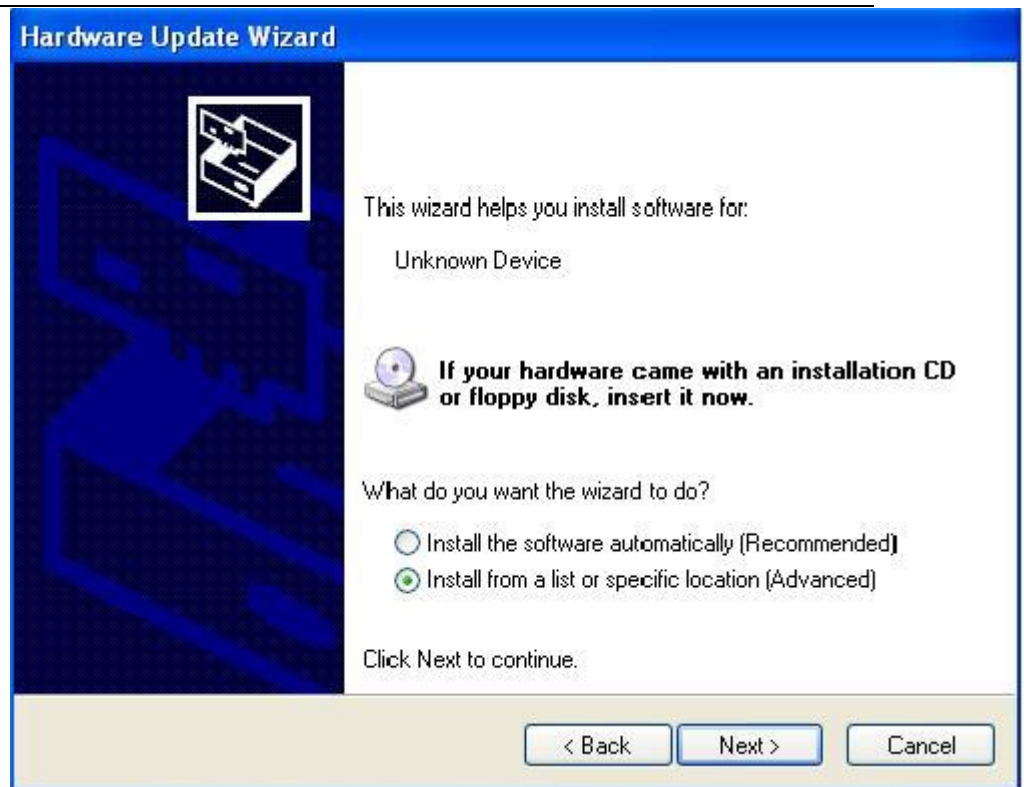 Hardware Update Wizard
This wizard helps you install software for:
Unknown Device
If your hardware came with an installation CD
or floppy disk, insert it now.
What do you want the wizard to do?
Install the software automatically (Recommended)
Install from a list or specific location (Advanced)
Click Next to continue.
< Back Next > Cancel